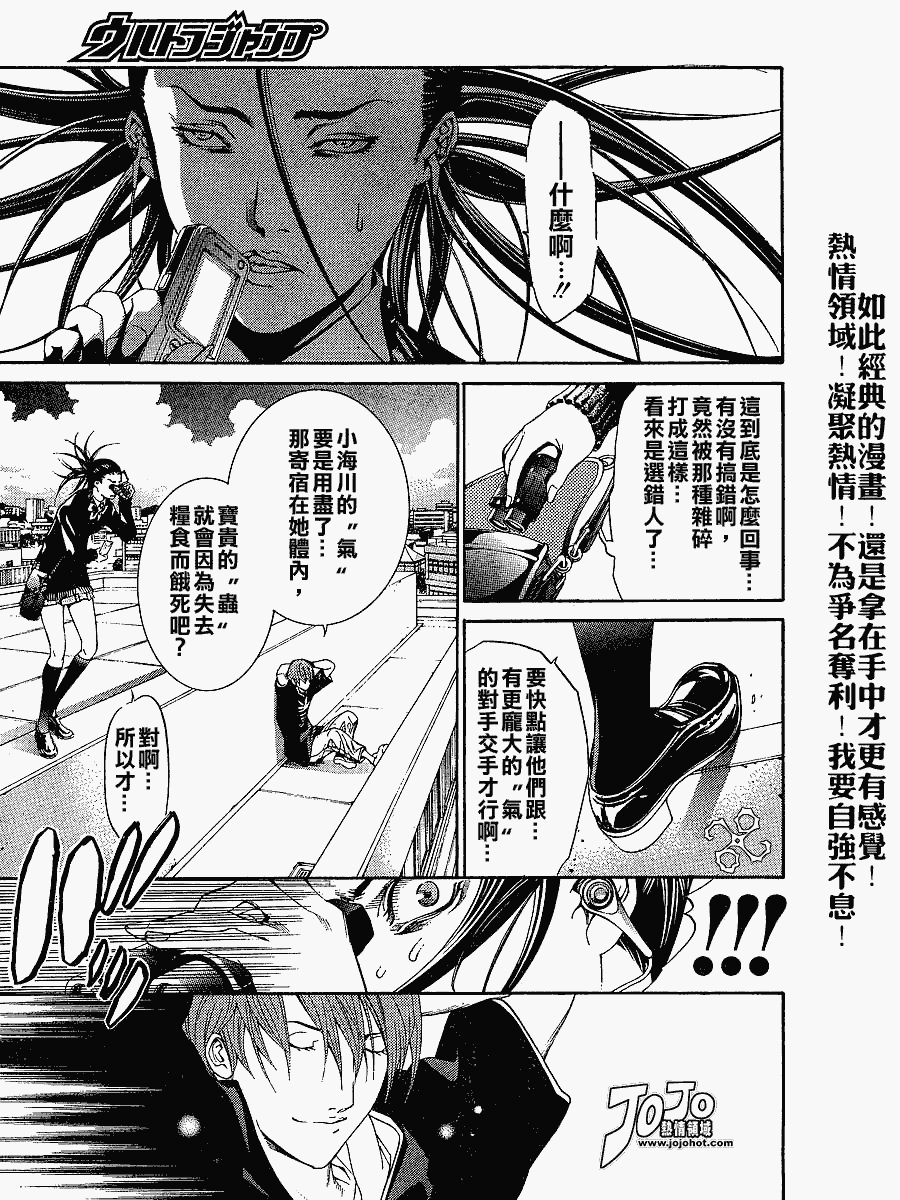 ウルトラジャンプ
──什麼啊…!!
這到底是怎麼回事…
有沒有搞錯啊，
竟然被那種雜碎
打成這樣…
看來是選錯人了…
要快點讓他們跟…
有更龐大的〝氣〞
的對手交手才行啊…
小海川的〝氣〞
要是用盡了…
那寄宿在她體內，
寶貴的〝蟲〞
就會因為失去
糧食而餓死吧？
對啊…
所以才…
!!!
如此經典的漫畫！還是拿在手中才更有感覺！
熱情領域！凝聚熱情！不為爭名奪利！我要自強不息！
JOJO
熱情領域
www.jojohot.com